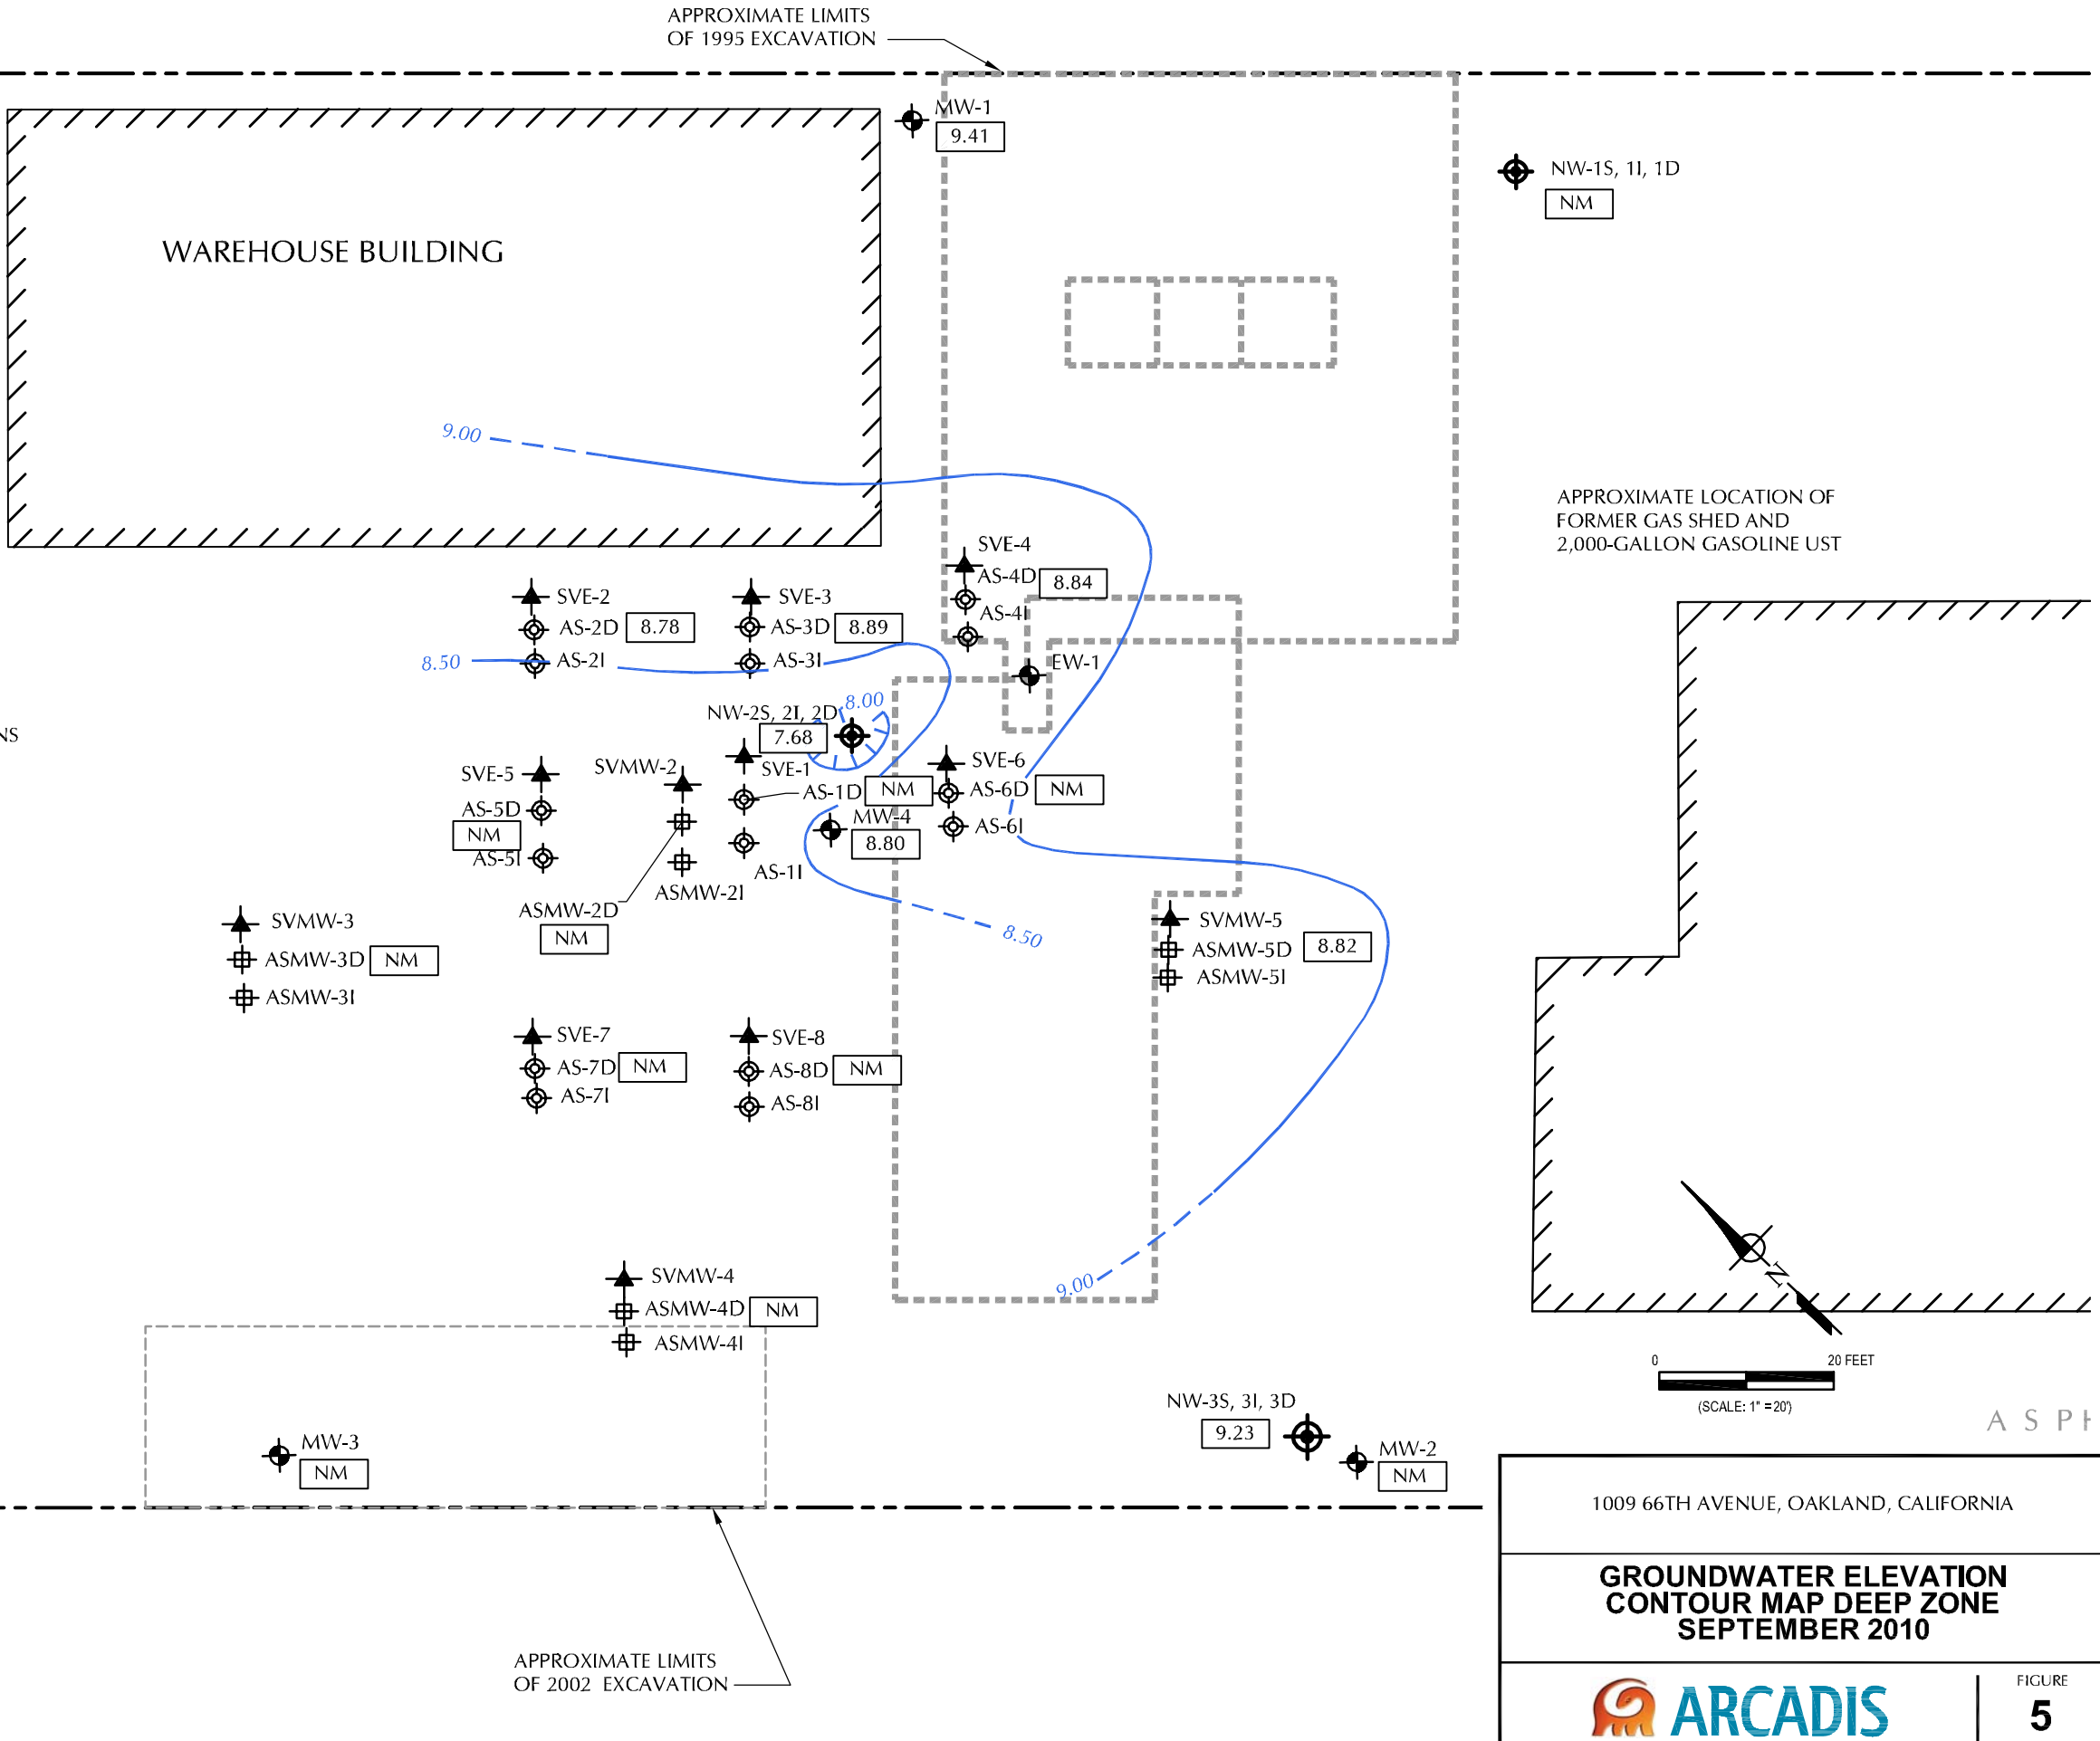 APPROXIMATE LIMITS
OF 1995 EXCAVATION
MW-1
9.41
NW-1S, 1I, 1D
NM
WAREHOUSE BUILDING
9.00
APPROXIMATE LOCATION OF
FORMER GAS SHED AND
2,000-GALLON GASOLINE UST
SVE-4
AS-4D
8.84
AS-4I
SVE-2
AS-2D
8.78
AS-2I
SVE-3
AS-3D
8.89
AS-3I
8.50
EW-1
8.00
NW-2S, 2I, 2D
7.68
NS
SVE-1
AS-1D
NM
AS-1I
SVE-5
AS-5D
NM
AS-5I
SVMW-2
ASMW-2I
ASMW-2D
NM
MW-4
8.80
SVE-6
AS-6D
NM
AS-6I
8.50
SVMW-3
ASMW-3D
NM
ASMW-3I
SVMW-5
ASMW-5D
8.82
ASMW-5I
SVE-7
AS-7D
NM
AS-7I
SVE-8
AS-8D
NM
AS-8I
SVMW-4
ASMW-4D
NM
ASMW-4I
9.00
N
0
20 FEET
(SCALE: 1" = 20')
ASPH
MW-3
NM
NW-3S, 3I, 3D
9.23
MW-2
NM
APPROXIMATE LIMITS
OF 2002 EXCAVATION
1009 66TH AVENUE, OAKLAND, CALIFORNIA
GROUNDWATER ELEVATION
CONTOUR MAP DEEP ZONE
SEPTEMBER 2010
ARCADIS
FIGURE
5